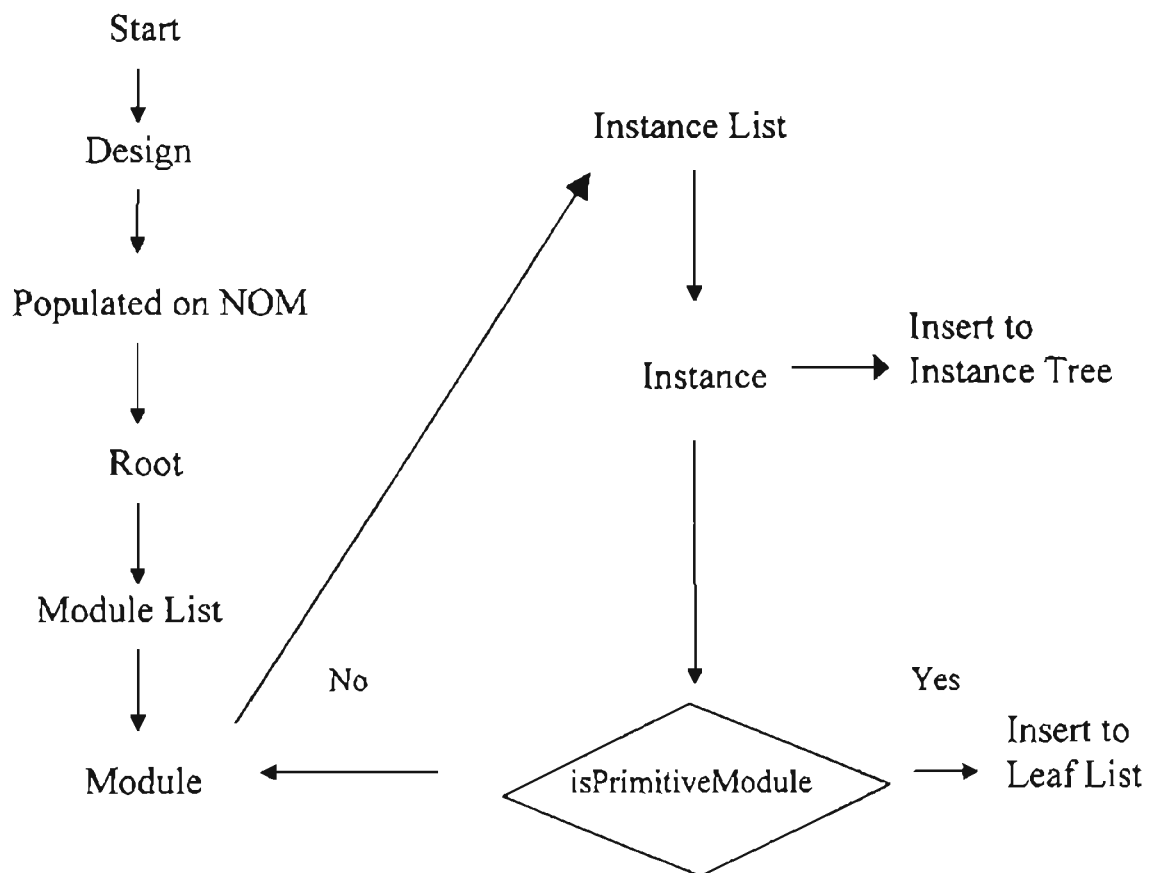 Start
Design
Populated on NOM
Root
Module List
Module
No
Instance List
Instance
Insert to
Instance Tree
isPrimitiveModule
Yes
Insert to
Leaf List